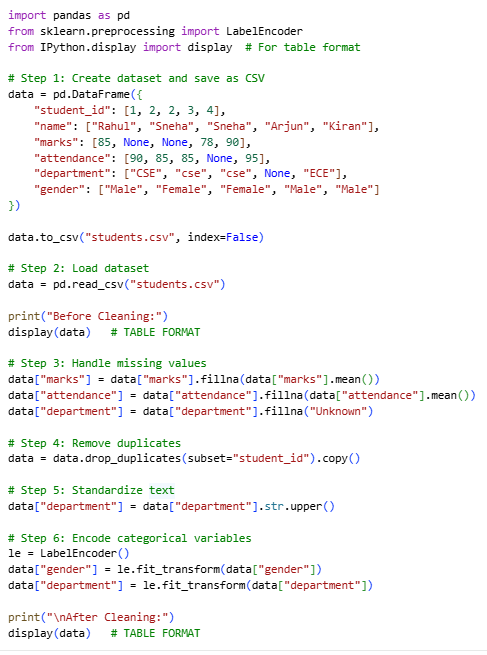 import pandas as pd
from sklearn.preprocessing import LabelEncoder
from IPython.display import display  # For table format

# Step 1: Create dataset and save as CSV
data = pd.DataFrame({
    "student_id": [1, 2, 2, 3, 4],
    "name": ["Rahul", "Sneha", "Sneha", "Arjun", "Kiran"],
    "marks": [85, None, None, 78, 90],
    "attendance": [90, 85, 85, None, 95],
    "department": ["CSE", "cse", "cse", None, "ECE"],
    "gender": ["Male", "Female", "Female", "Male", "Male"]
})

data.to_csv("students.csv", index=False)

# Step 2: Load dataset
data = pd.read_csv("students.csv")

print("Before Cleaning:")
display(data)   # TABLE FORMAT

# Step 3: Handle missing values
data["marks"] = data["marks"].fillna(data["marks"].mean())
data["attendance"] = data["attendance"].fillna(data["attendance"].mean())
data["department"] = data["department"].fillna("Unknown")

# Step 4: Remove duplicates
data = data.drop_duplicates(subset="student_id").copy()

# Step 5: Standardize text
data["department"] = data["department"].str.upper()

# Step 6: Encode categorical variables
le = LabelEncoder()
data["gender"] = le.fit_transform(data["gender"])
data["department"] = le.fit_transform(data["department"])

print("\nAfter Cleaning:")
display(data)   # TABLE FORMAT